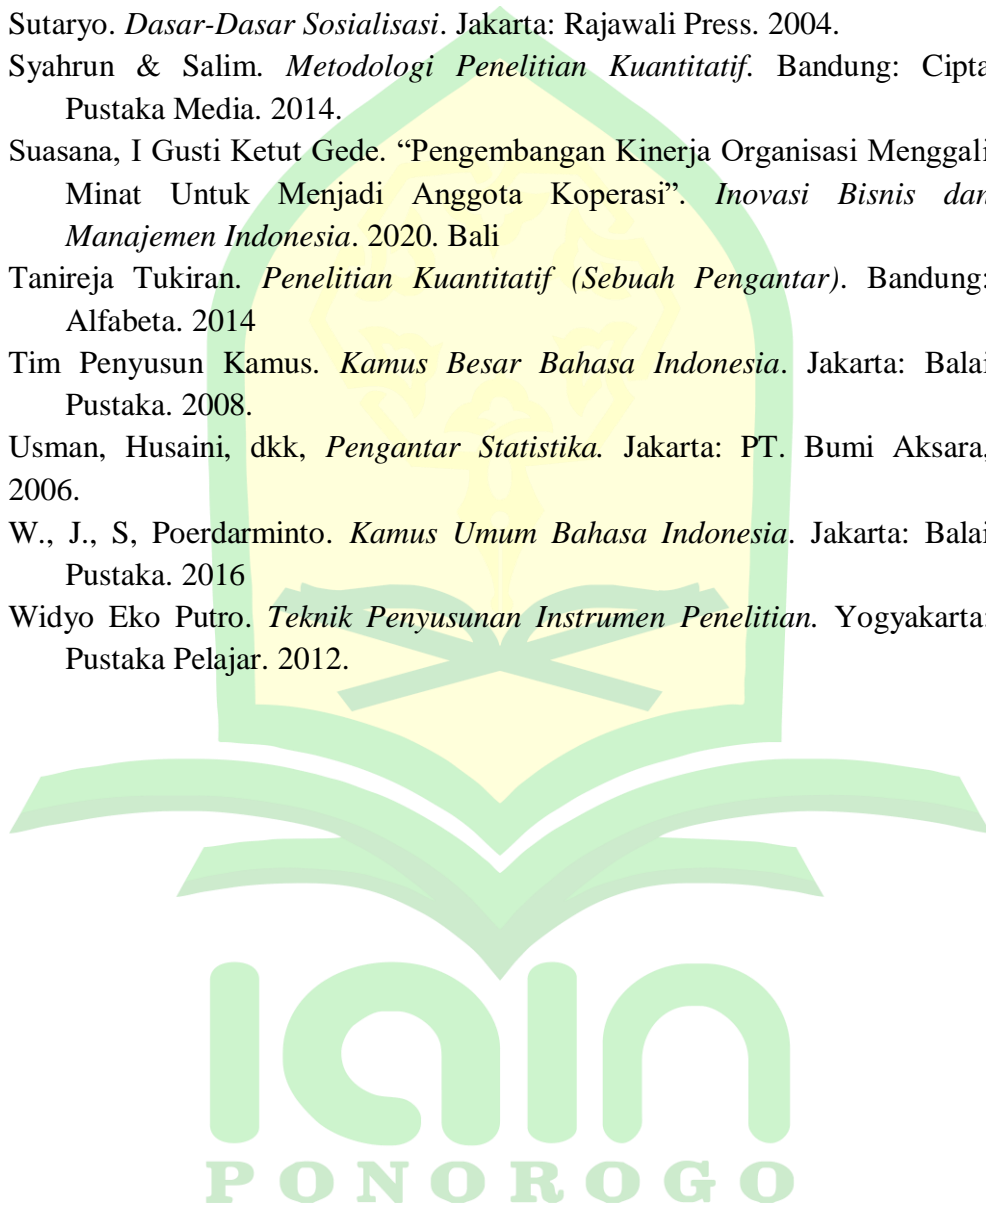 Sutaryo. Dasar-Dasar Sosialisasi. Jakarta: Rajawali Press. 2004.
Syahrun & Salim. Metodologi Penelitian Kuantitatif. Bandung: Cipta
Pustaka Media. 2014.
Suasana, I Gusti Ketut Gede. “Pengembangan Kinerja Organisasi Menggali
Minat Untuk Menjadi Anggota Koperasi”. Inovasi Bisnis dan
Manajemen Indonesia. 2020. Bali
Tanireja Tukiran. Penelitian Kuantitatif (Sebuah Pengantar). Bandung:
Alfabeta. 2014
Tim Penyusun Kamus. Kamus Besar Bahasa Indonesia. Jakarta: Balai
Pustaka. 2008.
Usman, Husaini, dkk, Pengantar Statistika. Jakarta: PT. Bumi Aksara,
2006.
W., J., S, Poerdarminto. Kamus Umum Bahasa Indonesia. Jakarta: Balai
Pustaka. 2016
Widyo Eko Putro. Teknik Penyusunan Instrumen Penelitian. Yogyakarta:
Pustaka Pelajar. 2012.
iain
PONOROGO